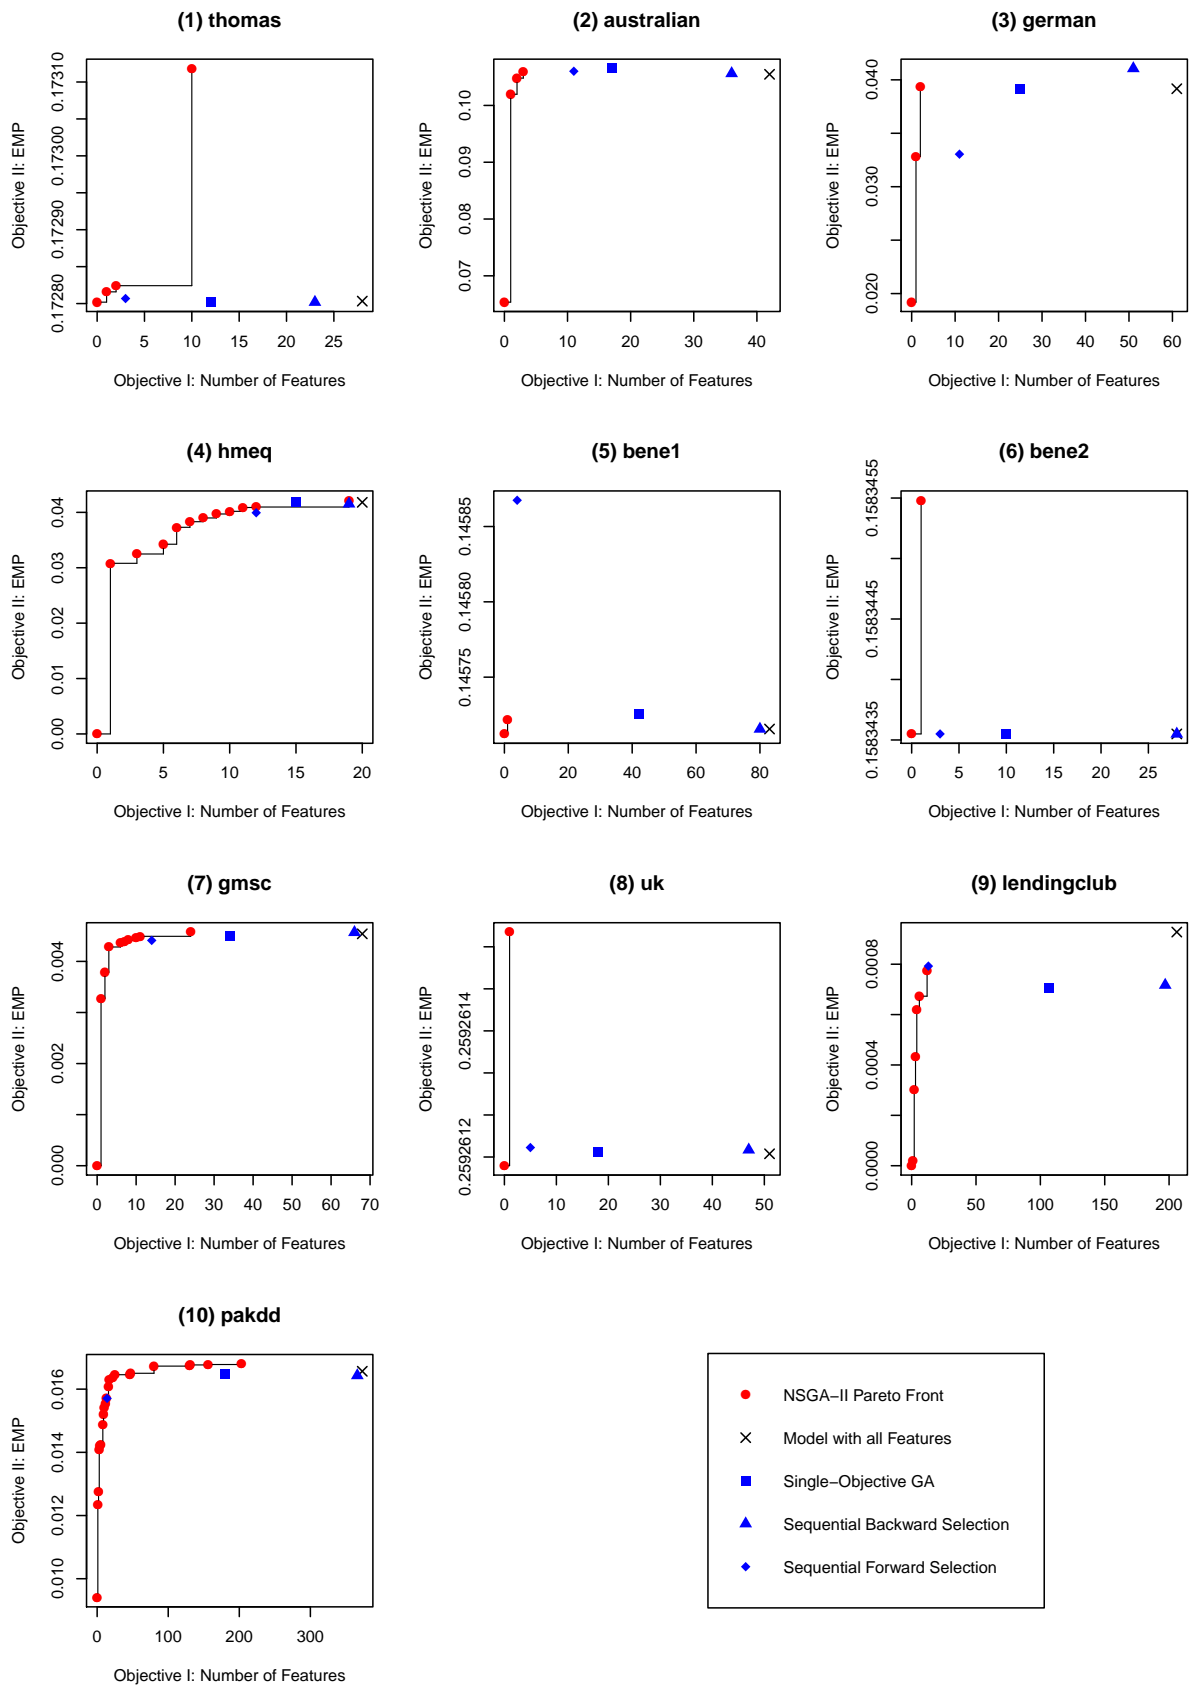 (1) thomas
Objective II: EMP
0.17280 0.17290 0.17300 0.17310
0 5 10 15 20 25
Objective I: Number of Features
(2) australian
Objective II: EMP
0.07 0.08 0.09 0.10
0 10 20 30 40
Objective I: Number of Features
(3) german
Objective II: EMP
0.020 0.030 0.040
0 10 20 30 40 50 60
Objective I: Number of Features
(4) hmeq
Objective II: EMP
0.00 0.01 0.02 0.03 0.04
0 5 10 15 20
Objective I: Number of Features
(5) bene1
Objective II: EMP
0.14575 0.14580 0.14585
0 20 40 60 80
Objective I: Number of Features
(6) bene2
Objective II: EMP
0.1583435 0.1583445 0.1583455
0 5 10 15 20 25
Objective I: Number of Features
(7) gmsc
Objective II: EMP
0.000 0.002 0.004
0 10 20 30 40 50 60 70
Objective I: Number of Features
(8) uk
Objective II: EMP
0.2592612 0.2592614
0 10 20 30 40 50
Objective I: Number of Features
(9) lendingclub
Objective II: EMP
0.0000 0.0004 0.0008
0 50 100 150 200
Objective I: Number of Features
(10) pakdd
Objective II: EMP
0.010 0.012 0.014 0.016
0 100 200 300
Objective I: Number of Features
NSGA−II Pareto Front
Model with all Features
Single−Objective GA
Sequential Backward Selection
Sequential Forward Selection